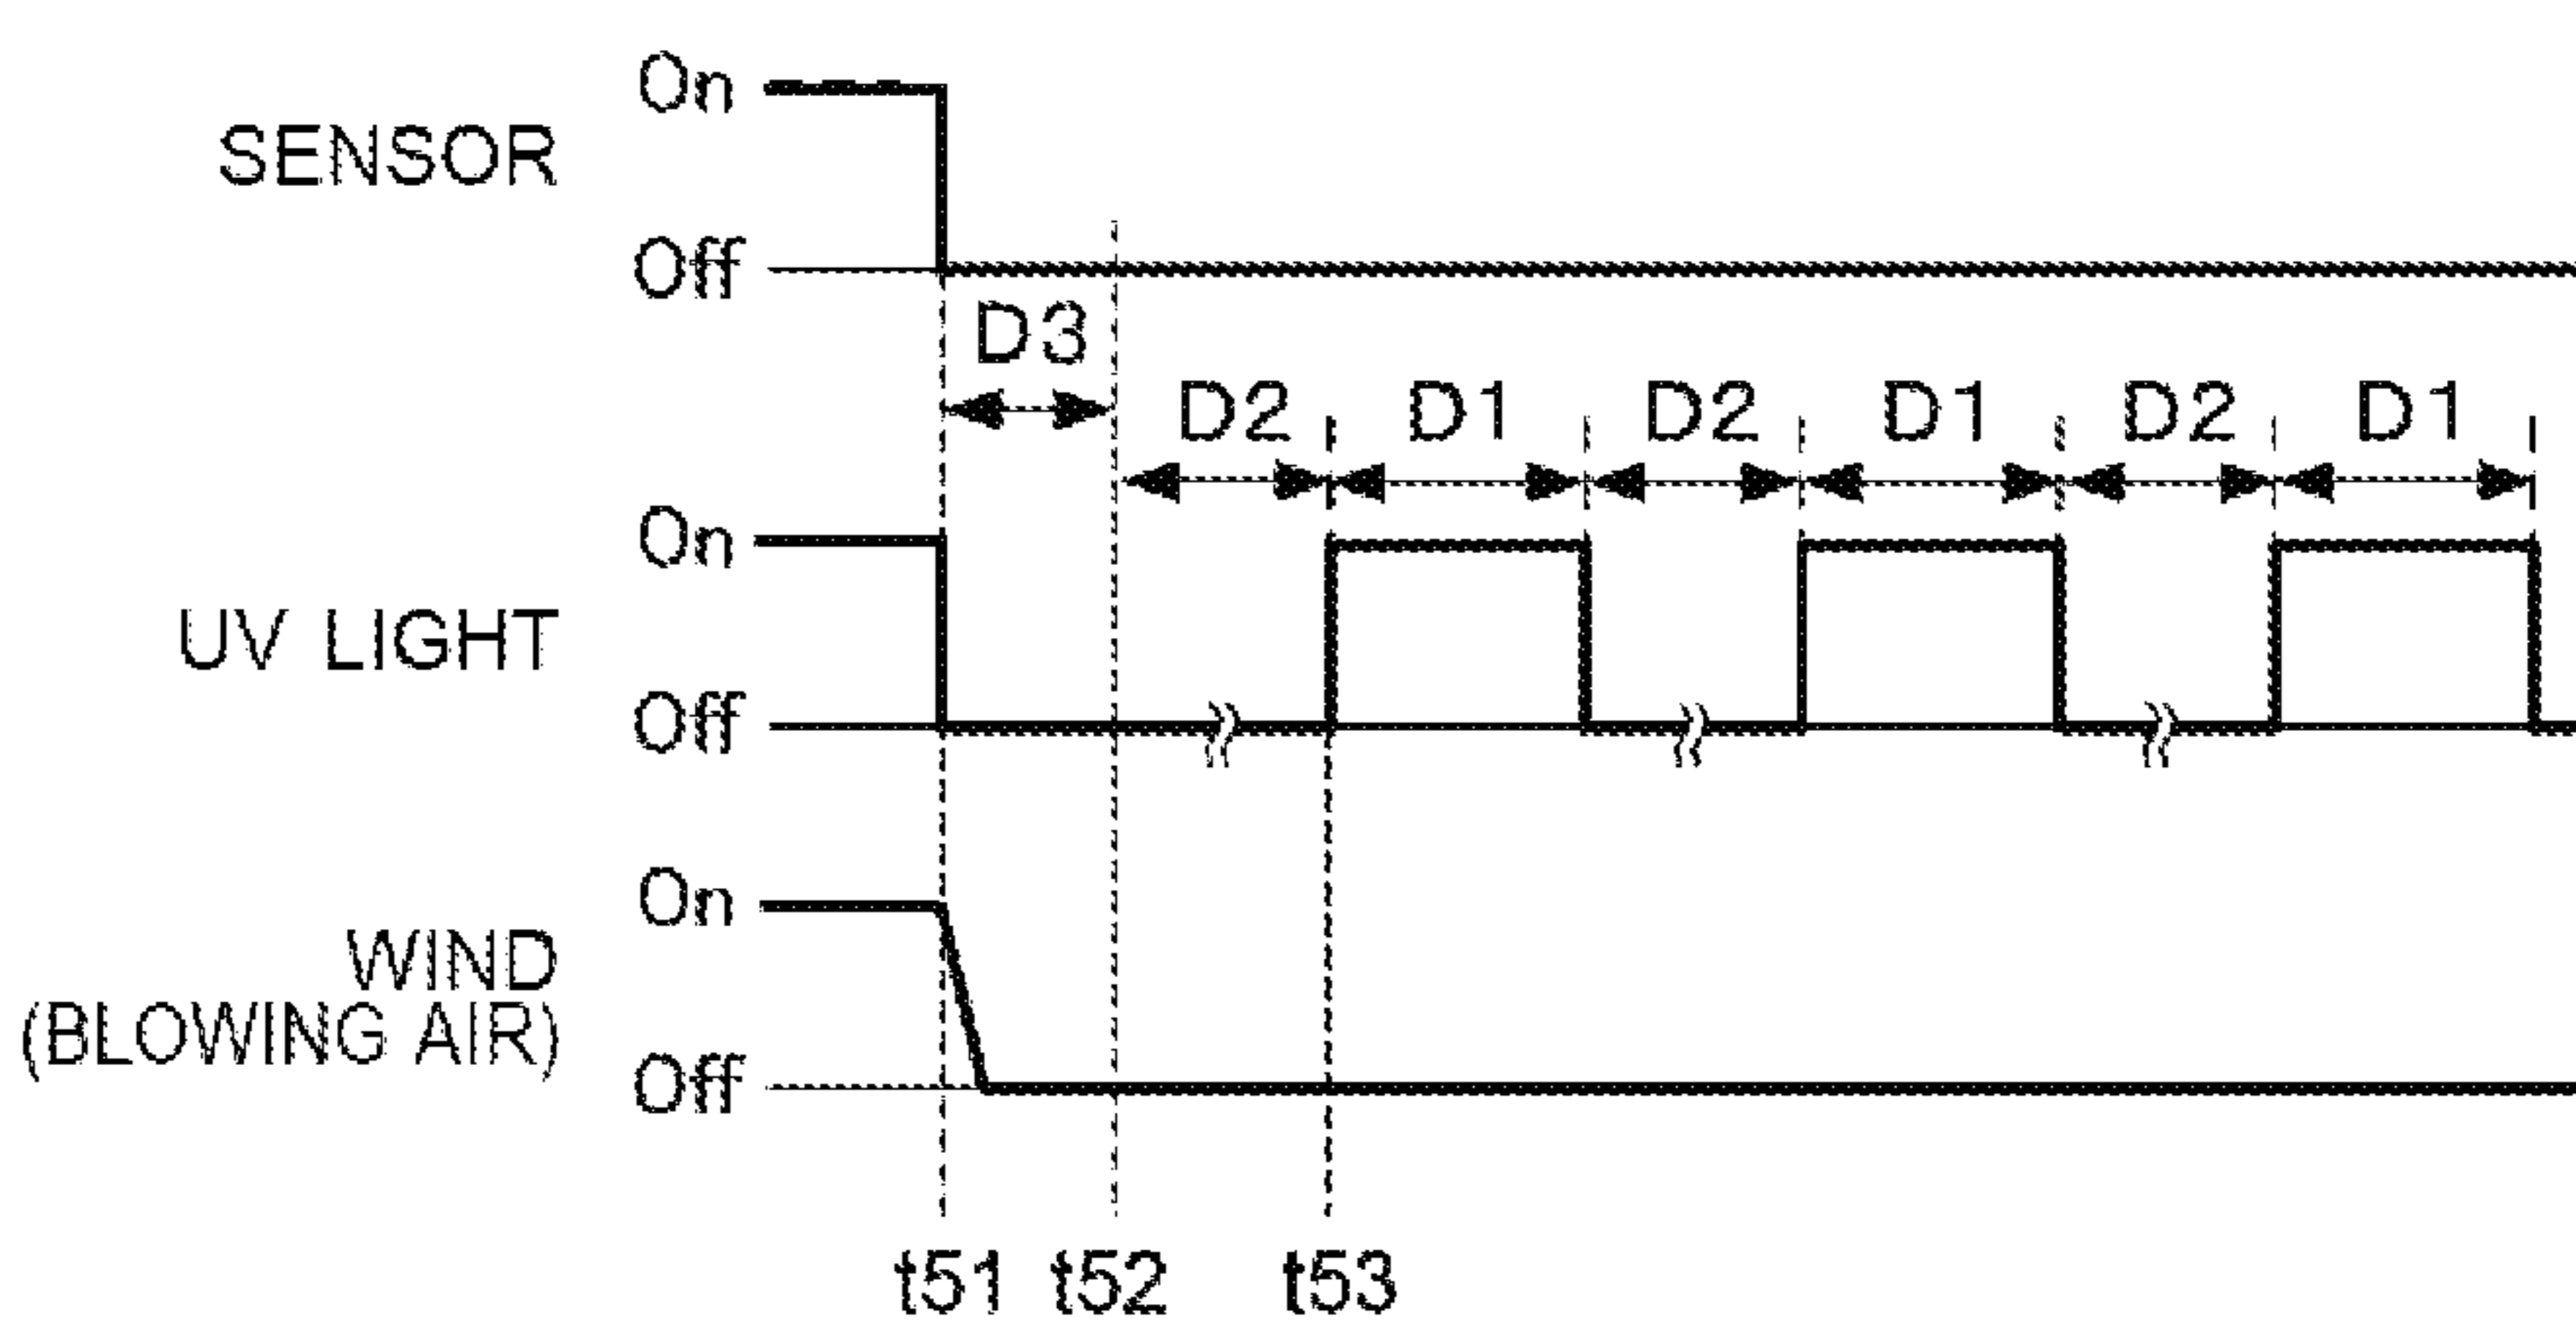 On
SENSOR
Off
D3
D2 D1 D2 D1 D2 D1
On
UV LIGHT
Off
On
WIND
(BLOWING AIR)
Off
t51 t52 t53